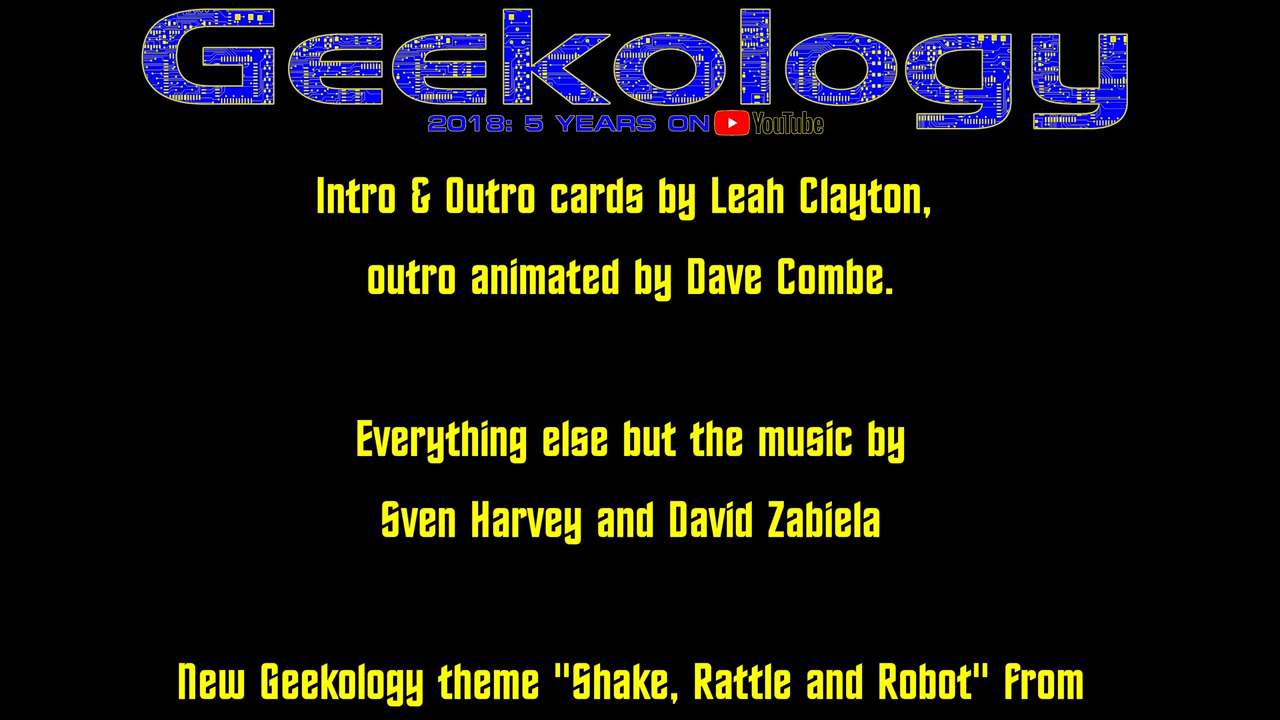 Geekology
2018: 5 YEARS ON YouTube
Intro & Outro cards by Leah Clayton,
outro animated by Dave Combe.
Everything else but the music by
Sven Harvey and David Zabiela
New Geekology theme "Shake, Rattle and Robot" from